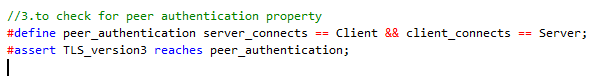 //3.to check for peer authentication property
#define peer_authentication server_connects == Client && client_connects == Server;
#assert TLS_version3 reaches peer_authentication;